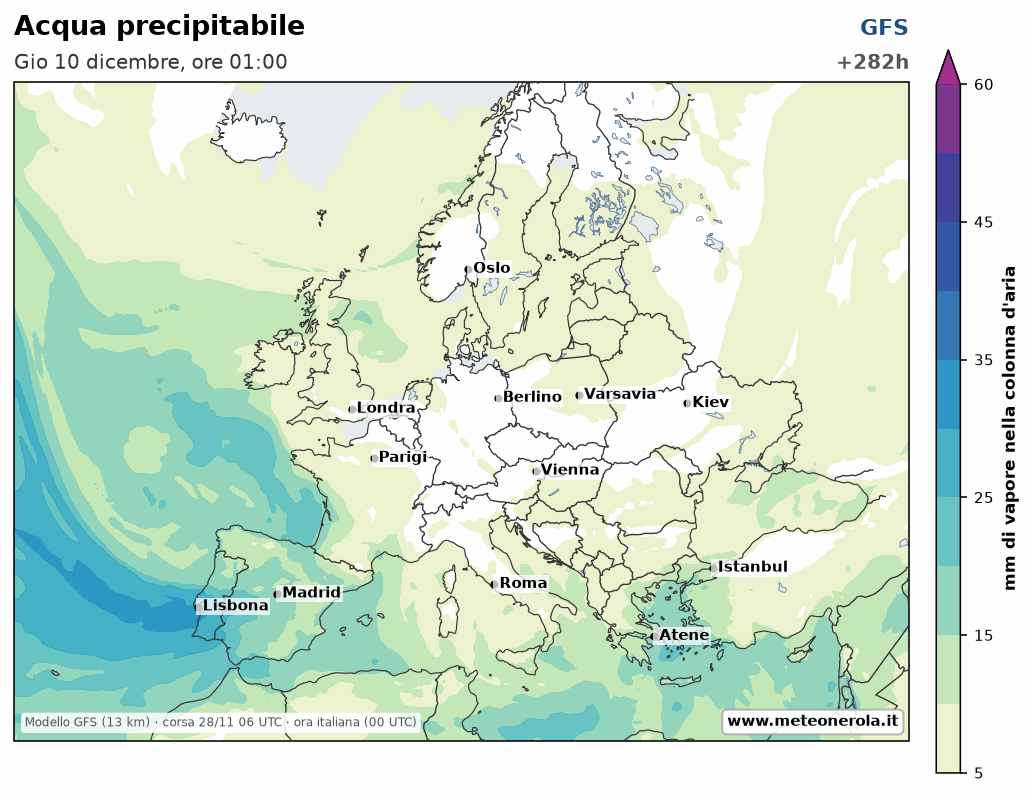 Acqua precipitabile
GFS
Gio 10 dicembre, ore 01:00
+282h
60
45
35
25
15
5
mm di vapore nella colonna d'aria
Oslo
Londra
Berlino
Varsavia
Kiev
Parigi
Vienna
Istanbul
Roma
Madrid
Lisbona
Atene
Modello GFS (13 km) · corsa 28/11 06 UTC · ora italiana (00 UTC)
www.meteonerola.it